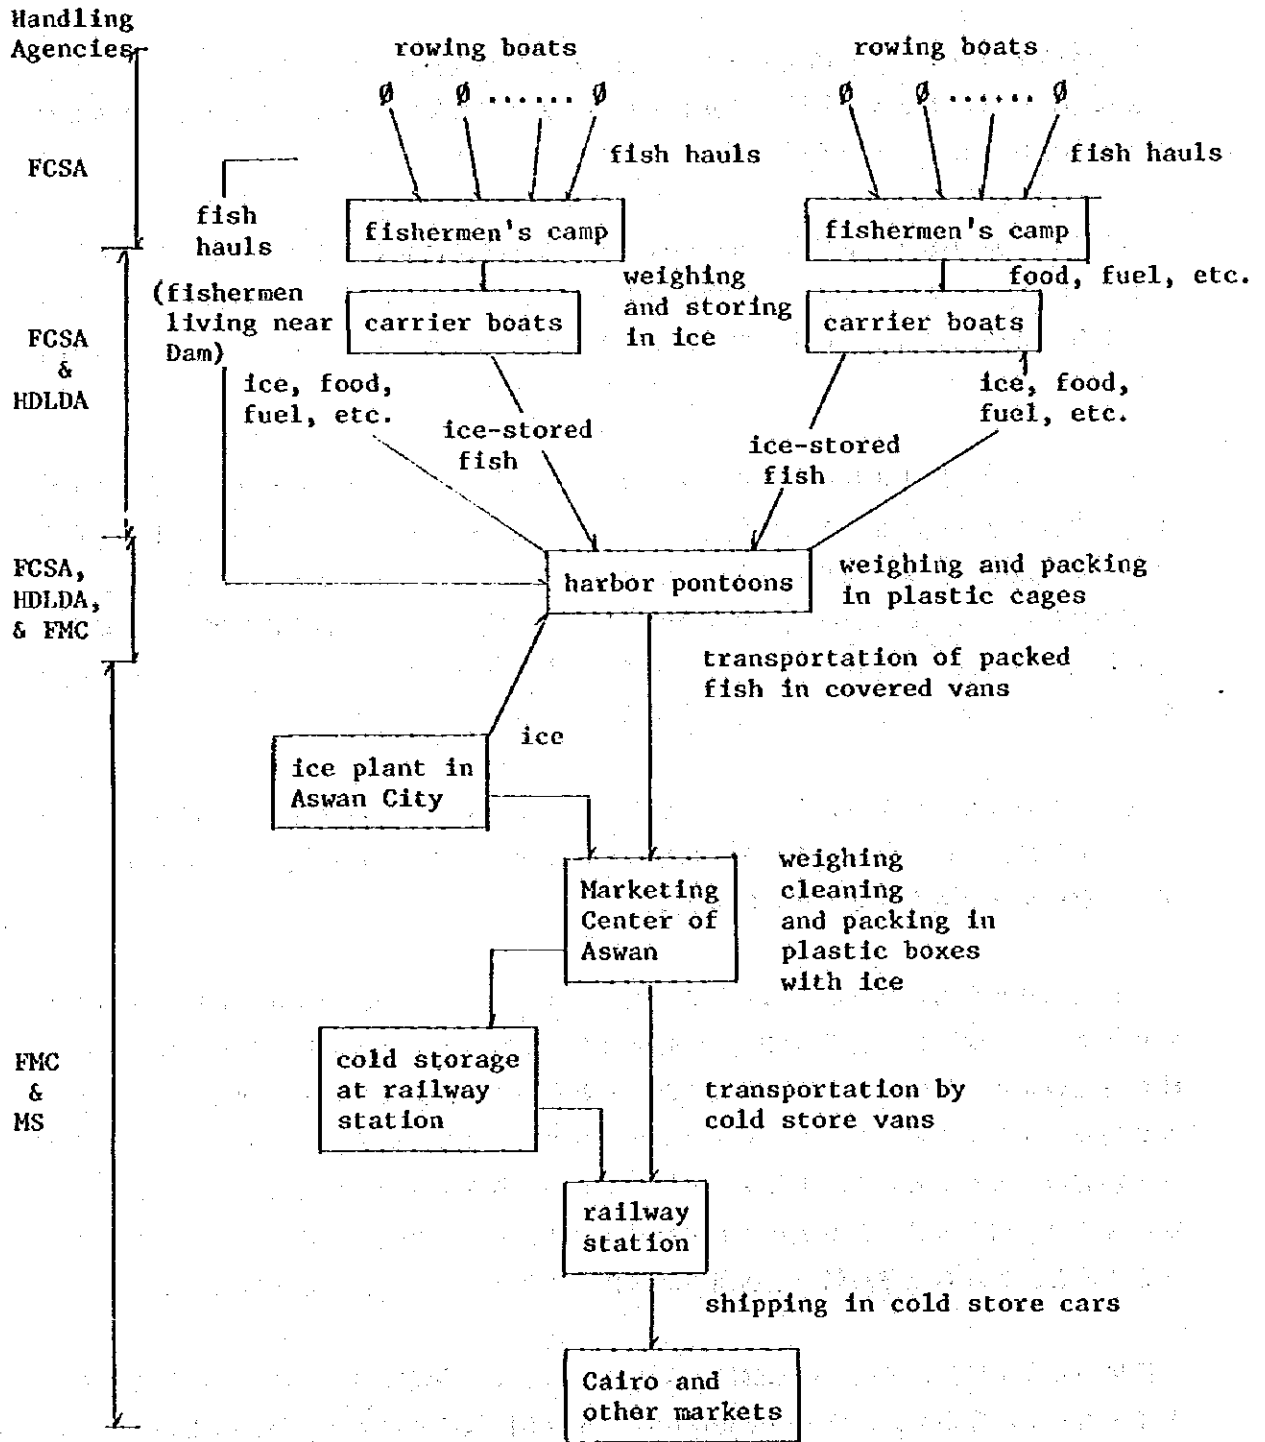 Handling
Agencies
rowing boats
rowing boats
Ø Ø ...... Ø
Ø Ø ...... Ø
FCSA
fish hauls
fish hauls
fish
hauls
fishermen's camp
fishermen's camp
(fishermen
living near
Dam)
weighing
and storing
in ice
food, fuel, etc.
carrier boats
carrier boats
FCSA
&
HDLDA
ice, food,
fuel, etc.
ice, food,
fuel, etc.
ice-stored
fish
ice-stored
fish
FCSA,
HDLDA,
& FMC
harbor pontoons
weighing and packing
in plastic cages
transportation of packed
fish in covered vans
ice
ice plant in
Aswan City
Marketing
Center of
Aswan
weighing
cleaning
and packing in
plastic boxes
with ice
FMC
&
MS
cold storage
at railway
station
transportation by
cold store vans
railway
station
shipping in cold store cars
Cairo and
other markets